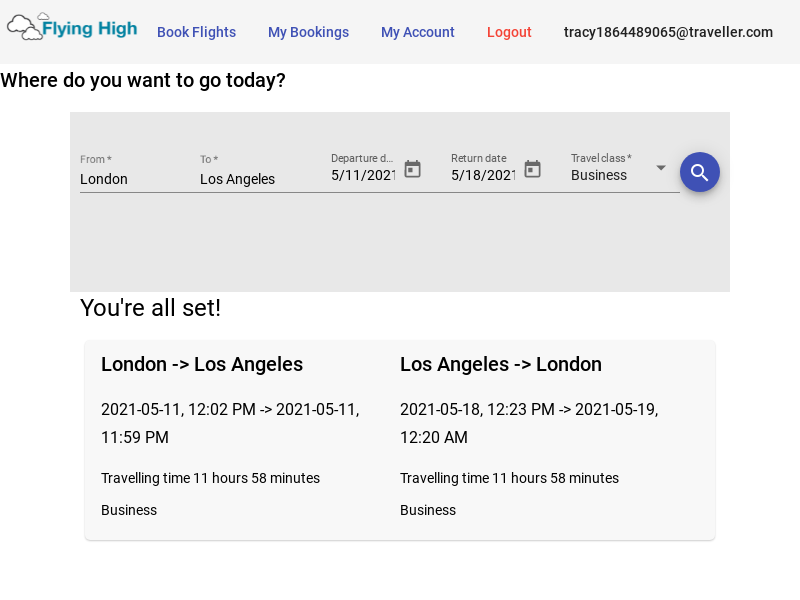 Flying High Book Flights My Bookings My Account Logout tracy1864489065@traveller.com
Where do you want to go today?
From * To * Departure d... Return date Travel class *
London Los Angeles 5/11/2021 5/18/2021 Business
You're all set!
London -> Los Angeles
2021-05-11, 12:02 PM -> 2021-05-11,
11:59 PM
Travelling time 11 hours 58 minutes
Business
Los Angeles -> London
2021-05-18, 12:23 PM -> 2021-05-19,
12:20 AM
Travelling time 11 hours 58 minutes
Business